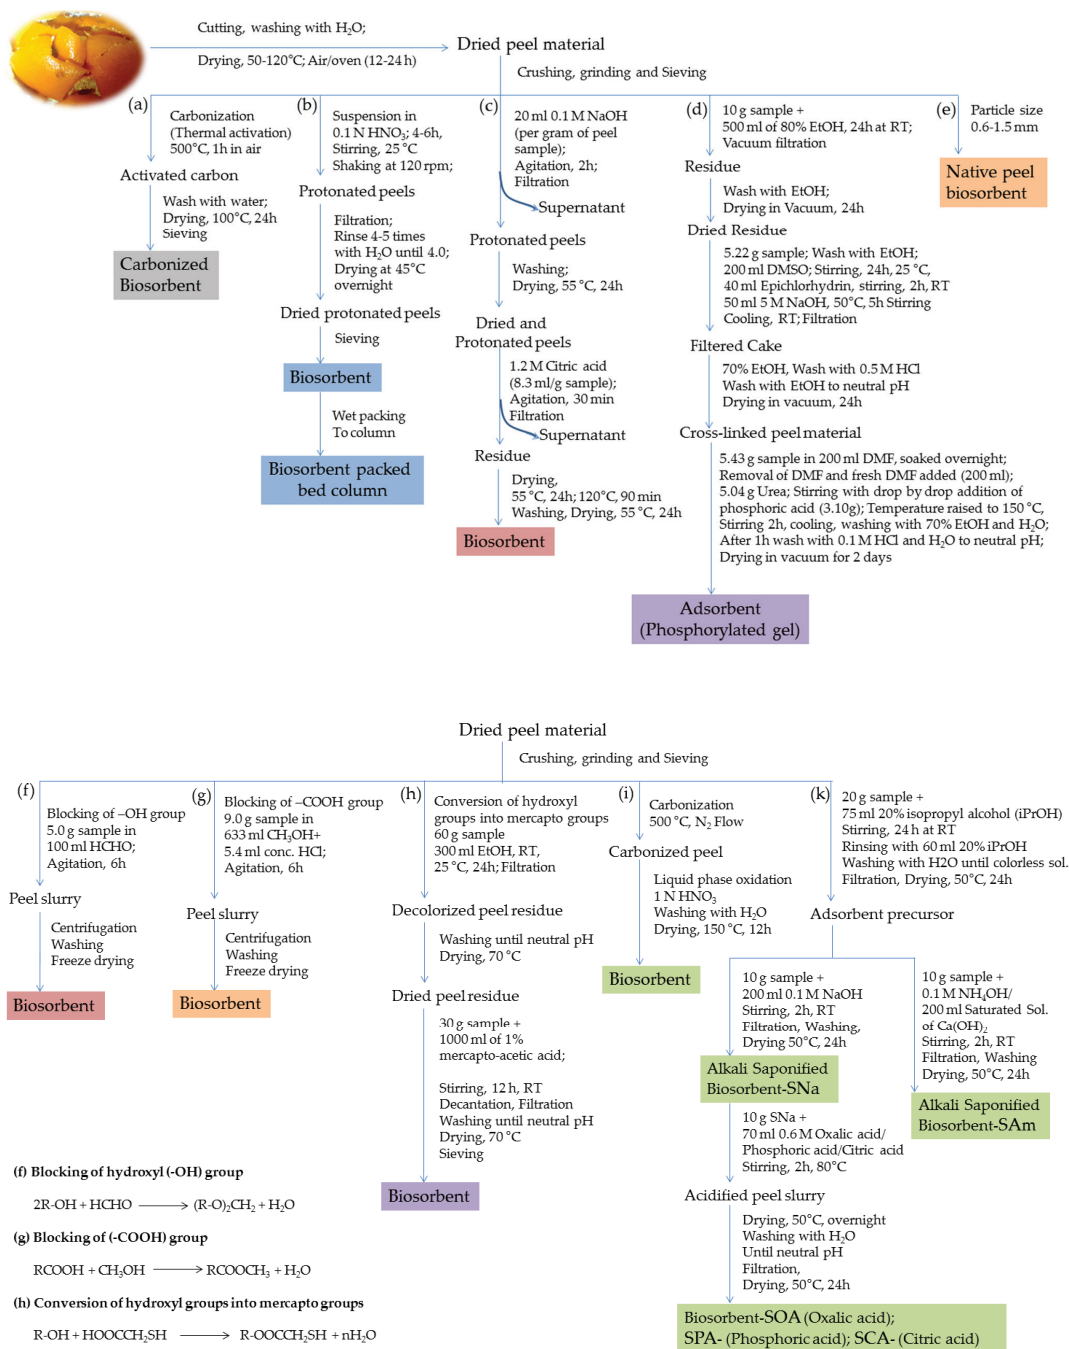 Cutting, washing with H₂O;
Dried peel material
Drying, 50-120°C; Air/oven (12-24 h)
Crushing, grinding and Sieving
(a)
Carbonization
(Thermal activation)
500°C, 1h in air
Activated carbon
Wash with water;
Drying, 100°C, 24h
Sieving
Carbonized
Biosorbent
(b)
Suspension in
0.1 N HNO₃; 4-6h,
Stirring, 25 °C
Shaking at 120 rpm;
Protonated peels
Filtration;
Rinse 4-5 times
with H₂O until 4.0;
Drying at 45°C
overnight
Dried protonated peels
Sieving
Biosorbent
Wet packing
To column
Biosorbent packed
bed column
(c)
20 ml 0.1 M NaOH
(per gram of peel
sample);
Agitation, 2h;
Filtration
Supernatant
Protonated peels
Washing;
Drying, 55 °C, 24h
Dried and
Protonated peels
1.2 M Citric acid
(8.3 ml/g sample);
Agitation, 30 min
Filtration
Supernatant
Residue
Drying,
55 °C, 24h; 120°C, 90 min
Washing, Drying, 55 °C, 24h
Biosorbent
(d)
10 g sample +
500 ml of 80% EtOH, 24h at RT;
Vacuum filtration
Residue
Wash with EtOH;
Drying in Vacuum, 24h
Dried Residue
5.22 g sample; Wash with EtOH;
200 ml DMSO; Stirring, 24h, 25 °C,
40 ml Epichlorhydrin, stirring, 2h, RT
50 ml 5 M NaOH, 50°C, 5h Stirring
Cooling, RT; Filtration
Filtered Cake
70% EtOH, Wash with 0.5 M HCl
Wash with EtOH to neutral pH
Drying in vacuum, 24h
Cross-linked peel material
5.43 g sample in 200 ml DMF, soaked overnight;
Removal of DMF and fresh DMF added (200 ml);
5.04 g Urea; Stirring with drop by drop addition of
phosphoric acid (3.10g); Temperature raised to 150 °C,
Stirring 2h, cooling, washing with 70% EtOH and H₂O;
After 1h wash with 0.1 M HCl and H₂O to neutral pH;
Drying in vacuum for 2 days
Adsorbent
(Phosphorylated gel)
(e)
Particle size
0.6-1.5 mm
Native peel
biosorbent
Dried peel material
Crushing, grinding and Sieving
(f)
Blocking of –OH group
5.0 g sample in
100 ml HCHO;
Agitation, 6h
Peel slurry
Centrifugation
Washing
Freeze drying
Biosorbent
(g)
Blocking of –COOH group
9.0 g sample in
633 ml CH₃OH+
5.4 ml conc. HCl;
Agitation, 6h
Peel slurry
Centrifugation
Washing
Freeze drying
Biosorbent
(h)
Conversion of hydroxyl
groups into mercapto groups
60 g sample
300 ml EtOH, RT,
25 °C, 24h; Filtration
Decolorized peel residue
Washing until neutral pH
Drying, 70 °C
Dried peel residue
30 g sample +
1000 ml of 1%
mercapto-acetic acid;
Stirring, 12 h, RT
Decantation, Filtration
Washing until neutral pH
Drying, 70 °C
Sieving
Biosorbent
(i)
Carbonization
500 °C, N₂ Flow
Carbonized peel
Liquid phase oxidation
1 N HNO₃
Washing with H₂O
Drying, 150 °C, 12h
Biosorbent
(k)
20 g sample +
75 ml 20% isopropyl alcohol (iPrOH)
Stirring, 24 h at RT
Rinsing with 60 ml 20% iPrOH
Washing with H2O until colorless sol.
Filtration, Drying, 50°C, 24h
Adsorbent precursor
10 g sample +
200 ml 0.1 M NaOH
Stirring, 2h, RT
Filtration, Washing,
Drying 50°C, 24h
Alkali Saponified
Biosorbent-SNa
10 g SNa +
70 ml 0.6 M Oxalic acid/
Phosphoric acid/Citric acid
Stirring, 2h, 80°C
Acidified peel slurry
Drying, 50°C, overnight
Washing with H₂O
Until neutral pH
Filtration,
Drying, 50°C, 24h
Biosorbent-SOA (Oxalic acid);
SPA- (Phosphoric acid); SCA- (Citric acid)
10 g sample +
0.1 M NH₄OH/
200 ml Saturated Sol.
of Ca(OH)₂
Stirring, 2h, RT
Filtration, Washing
Drying, 50°C, 24h
Alkali Saponified
Biosorbent-SAm
(f) Blocking of hydroxyl (-OH) group
2R-OH + HCHO ⟶ (R-O)₂CH₂ + H₂O
(g) Blocking of (-COOH) group
RCOOH + CH₃OH ⟶ RCOOCH₃ + H₂O
(h) Conversion of hydroxyl groups into mercapto groups
R-OH + HOOCCH₂SH ⟶ R-OOCCH₂SH + nH₂O